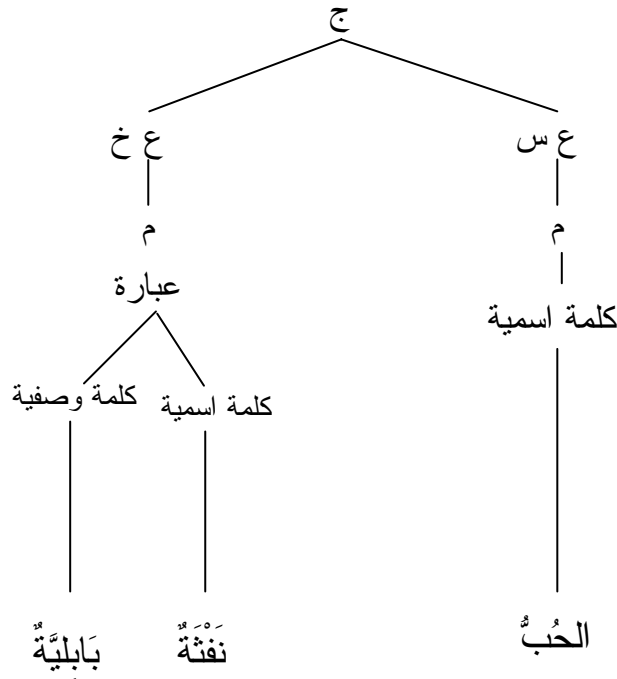 ج
ع س
ع خ
م
م
كلمة اسمية
عبارة
كلمة اسمية
كلمة وصفية
الحُبُّ
نَفْثَةٌ
بَابليَّةٌ